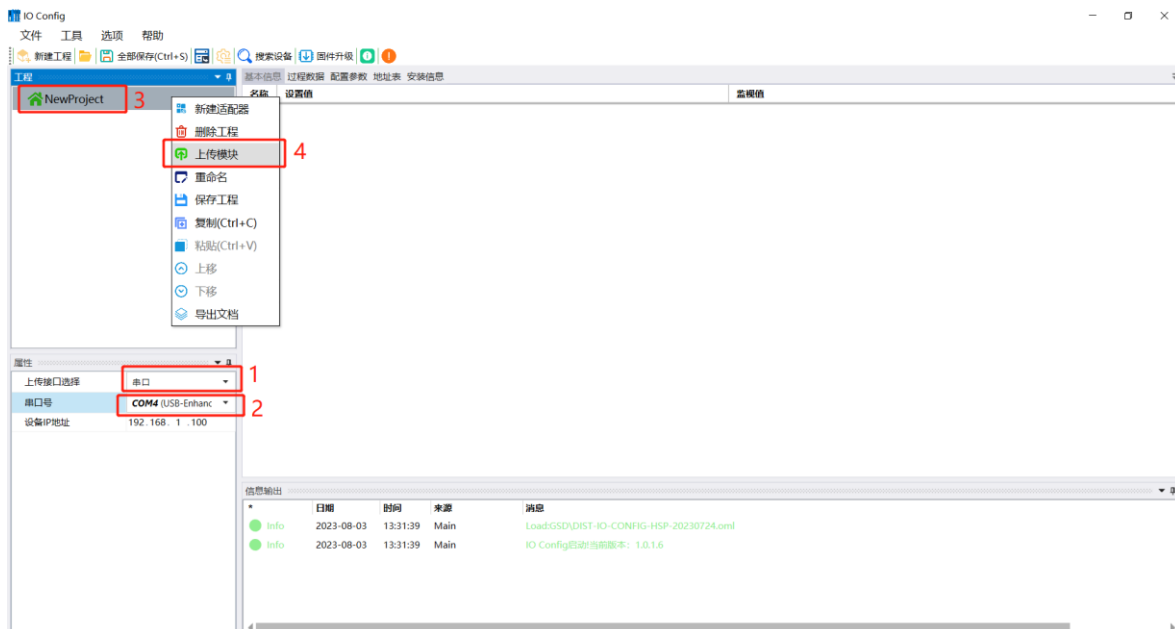 IO Config
文件 工具 选项 帮助
新建工程 全部保存(Ctrl+S) 搜索设备 固件升级
工程
基本信息 过程数据 配置参数 地址表 安装信息
名称 设置值 监视值
NewProject
3
新建适配器
删除工程
上传模块
4
重命名
保存工程
复制(Ctrl+C)
粘贴(Ctrl+V)
上移
下移
导出文档
属性
上传接口选择 串口
1
串口号 COM4 (USB-Enhanc
2
设备IP地址 192.168. 1 .100
信息输出
* 日期 时间 来源 消息
Info 2023-08-03 13:31:39 Main Load:GSD\DIST-IO-CONFIG-HSP-20230724.oml
Info 2023-08-03 13:31:39 Main IO Config启动!当前版本：1.0.1.6